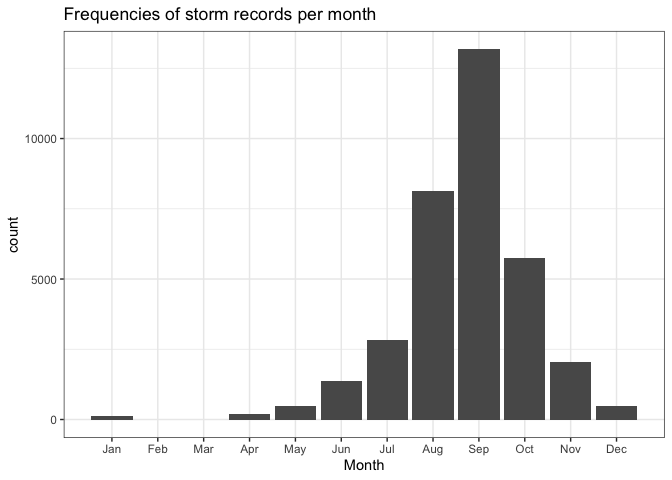 Frequencies of storm records per month
10000
5000
0
count
Jan Feb Mar Apr May Jun Jul Aug Sep Oct Nov Dec
Month